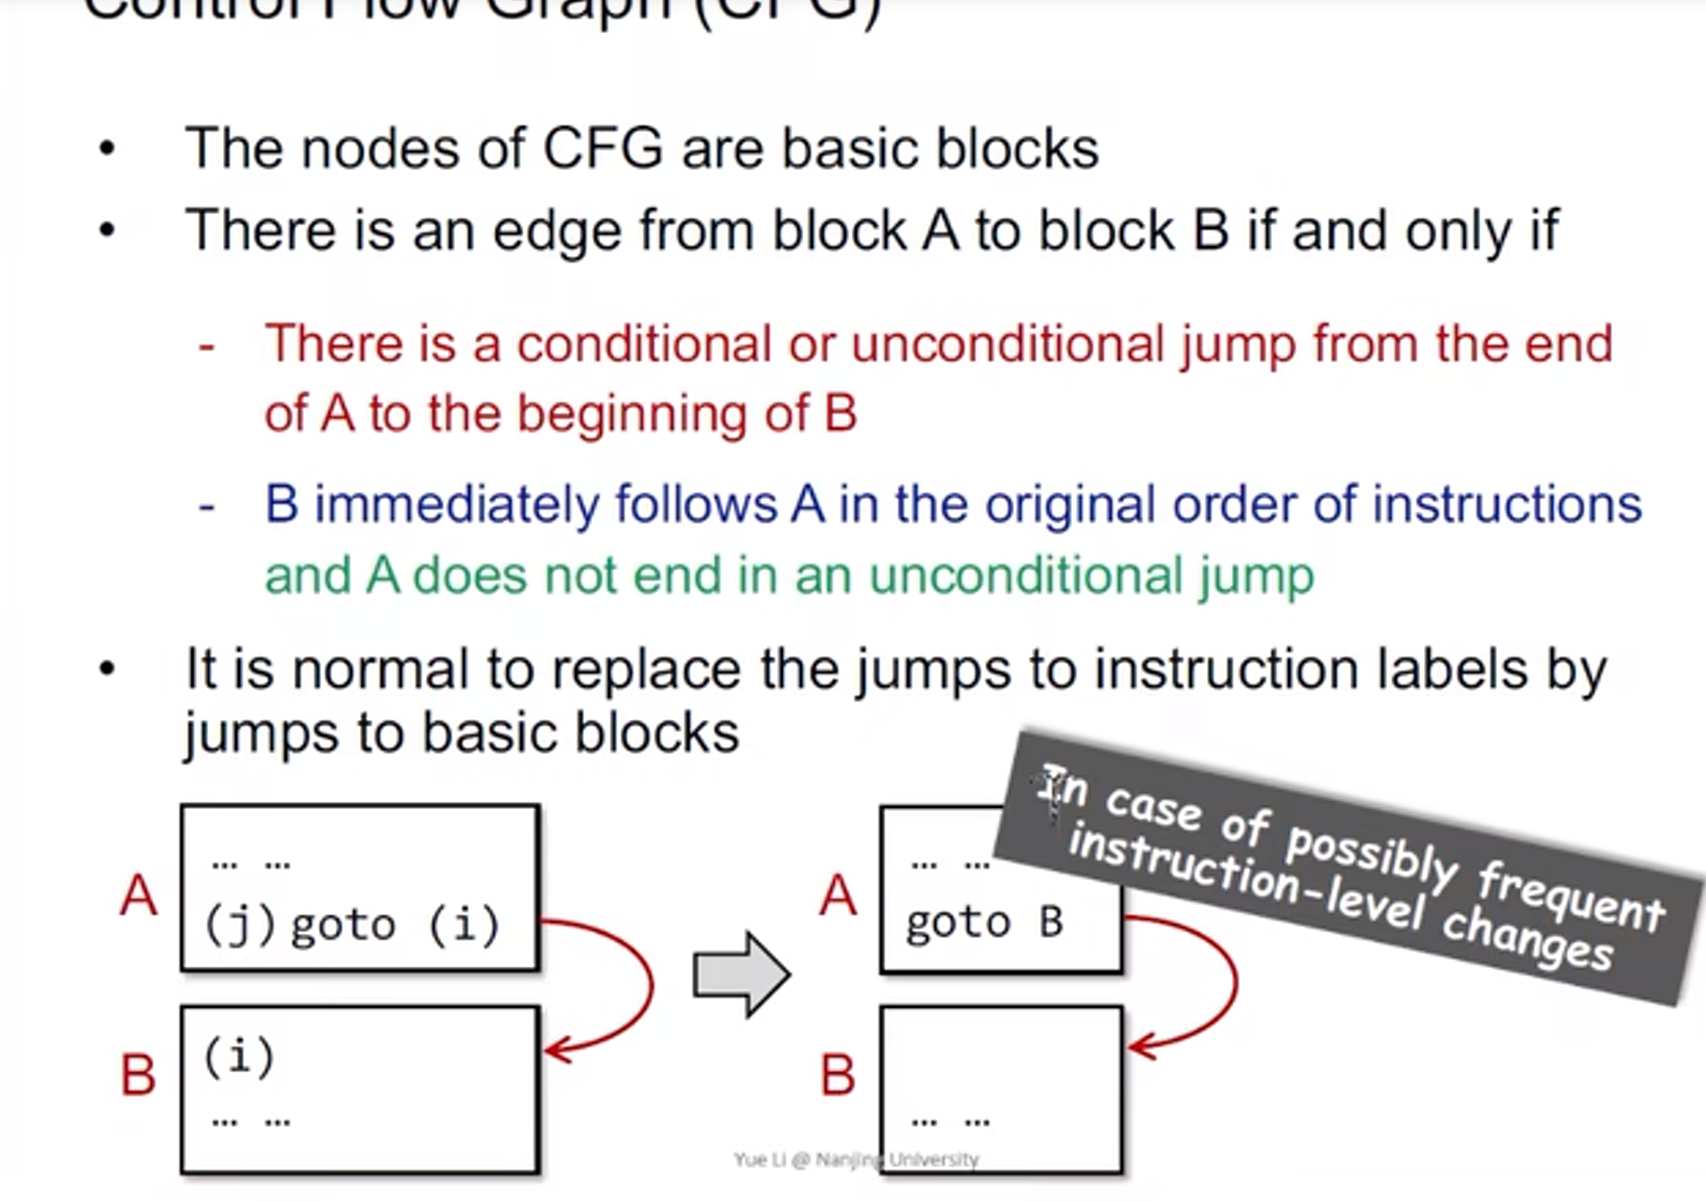 Control Flow Graph (CFG)
• The nodes of CFG are basic blocks
• There is an edge from block A to block B if and only if
- There is a conditional or unconditional jump from the end
of A to the beginning of B
- B immediately follows A in the original order of instructions
and A does not end in an unconditional jump
• It is normal to replace the jumps to instruction labels by
jumps to basic blocks
In case of possibly frequent
instruction-level changes
A
... ...
(j) goto (i)
B
(i)
... ...
A
... ...
goto B
B
... ...
Yue Li @ Nanjing University